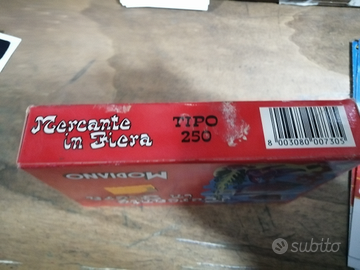 Mercante
in Fiera
TIPO
250
8 003080 007305
MODIANO
subito